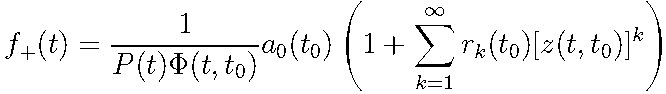 f_+(t) = \frac{1}{P(t)\Phi(t,t_0)} a_0(t_0) \left( 1 + \sum_{k=1}^{\infty} r_k(t_0)[z(t,t_0)]^k \right)